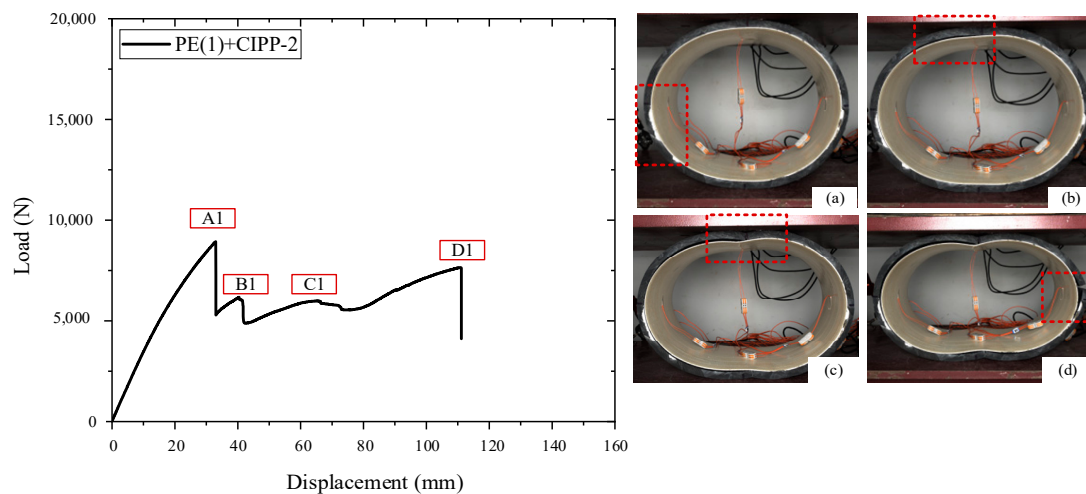 20,000
15,000
10,000
5,000
0
Load (N)
PE(1)+CIPP-2
A1
B1
C1
D1
0
20
40
60
80
100
120
140
160
Displacement (mm)
(a)
(b)
(c)
(d)